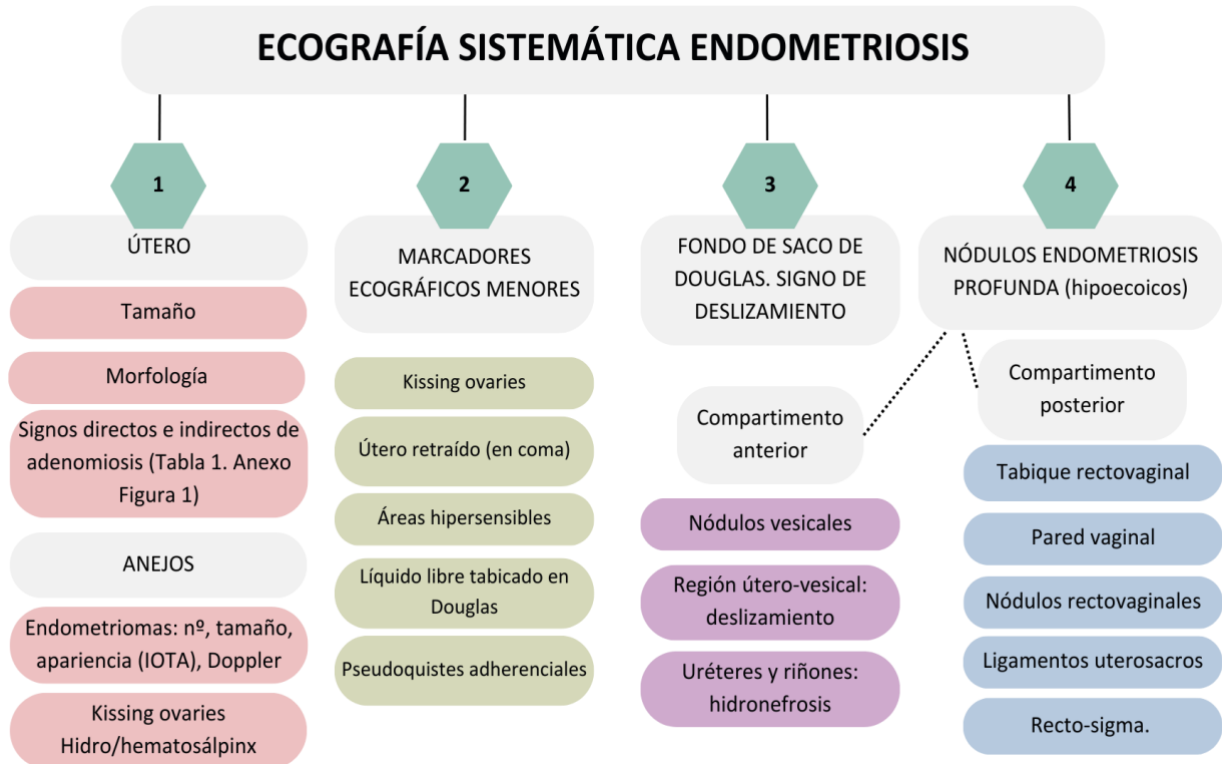 ECOGRAFÍA SISTEMÁTICA ENDOMETRIOSIS
1
ÚTERO
Tamaño
Morfología
Signos directos e indirectos de
adenomiosis (Tabla 1. Anexo
Figura 1)
ANEJOS
Endometriomas: nº, tamaño,
apariencia (IOTA), Doppler
Kissing ovaries
Hidro/hematosálpinx
2
MARCADORES
ECOGRÁFICOS MENORES
Kissing ovaries
Útero retraído (en coma)
Áreas hipersensibles
Líquido libre tabicado en
Douglas
Pseudoquistes adherenciales
3
FONDO DE SACO DE
DOUGLAS. SIGNO DE
DESLIZAMIENTO
4
NÓDULOS ENDOMETRIOSIS
PROFUNDA (hipoecoicos)
Compartimento
anterior
Nódulos vesicales
Región útero-vesical:
deslizamiento
Uréteres y riñones:
hidronefrosis
Compartimento
posterior
Tabique rectovaginal
Pared vaginal
Nódulos rectovaginales
Ligamentos uterosacros
Recto-sigma.